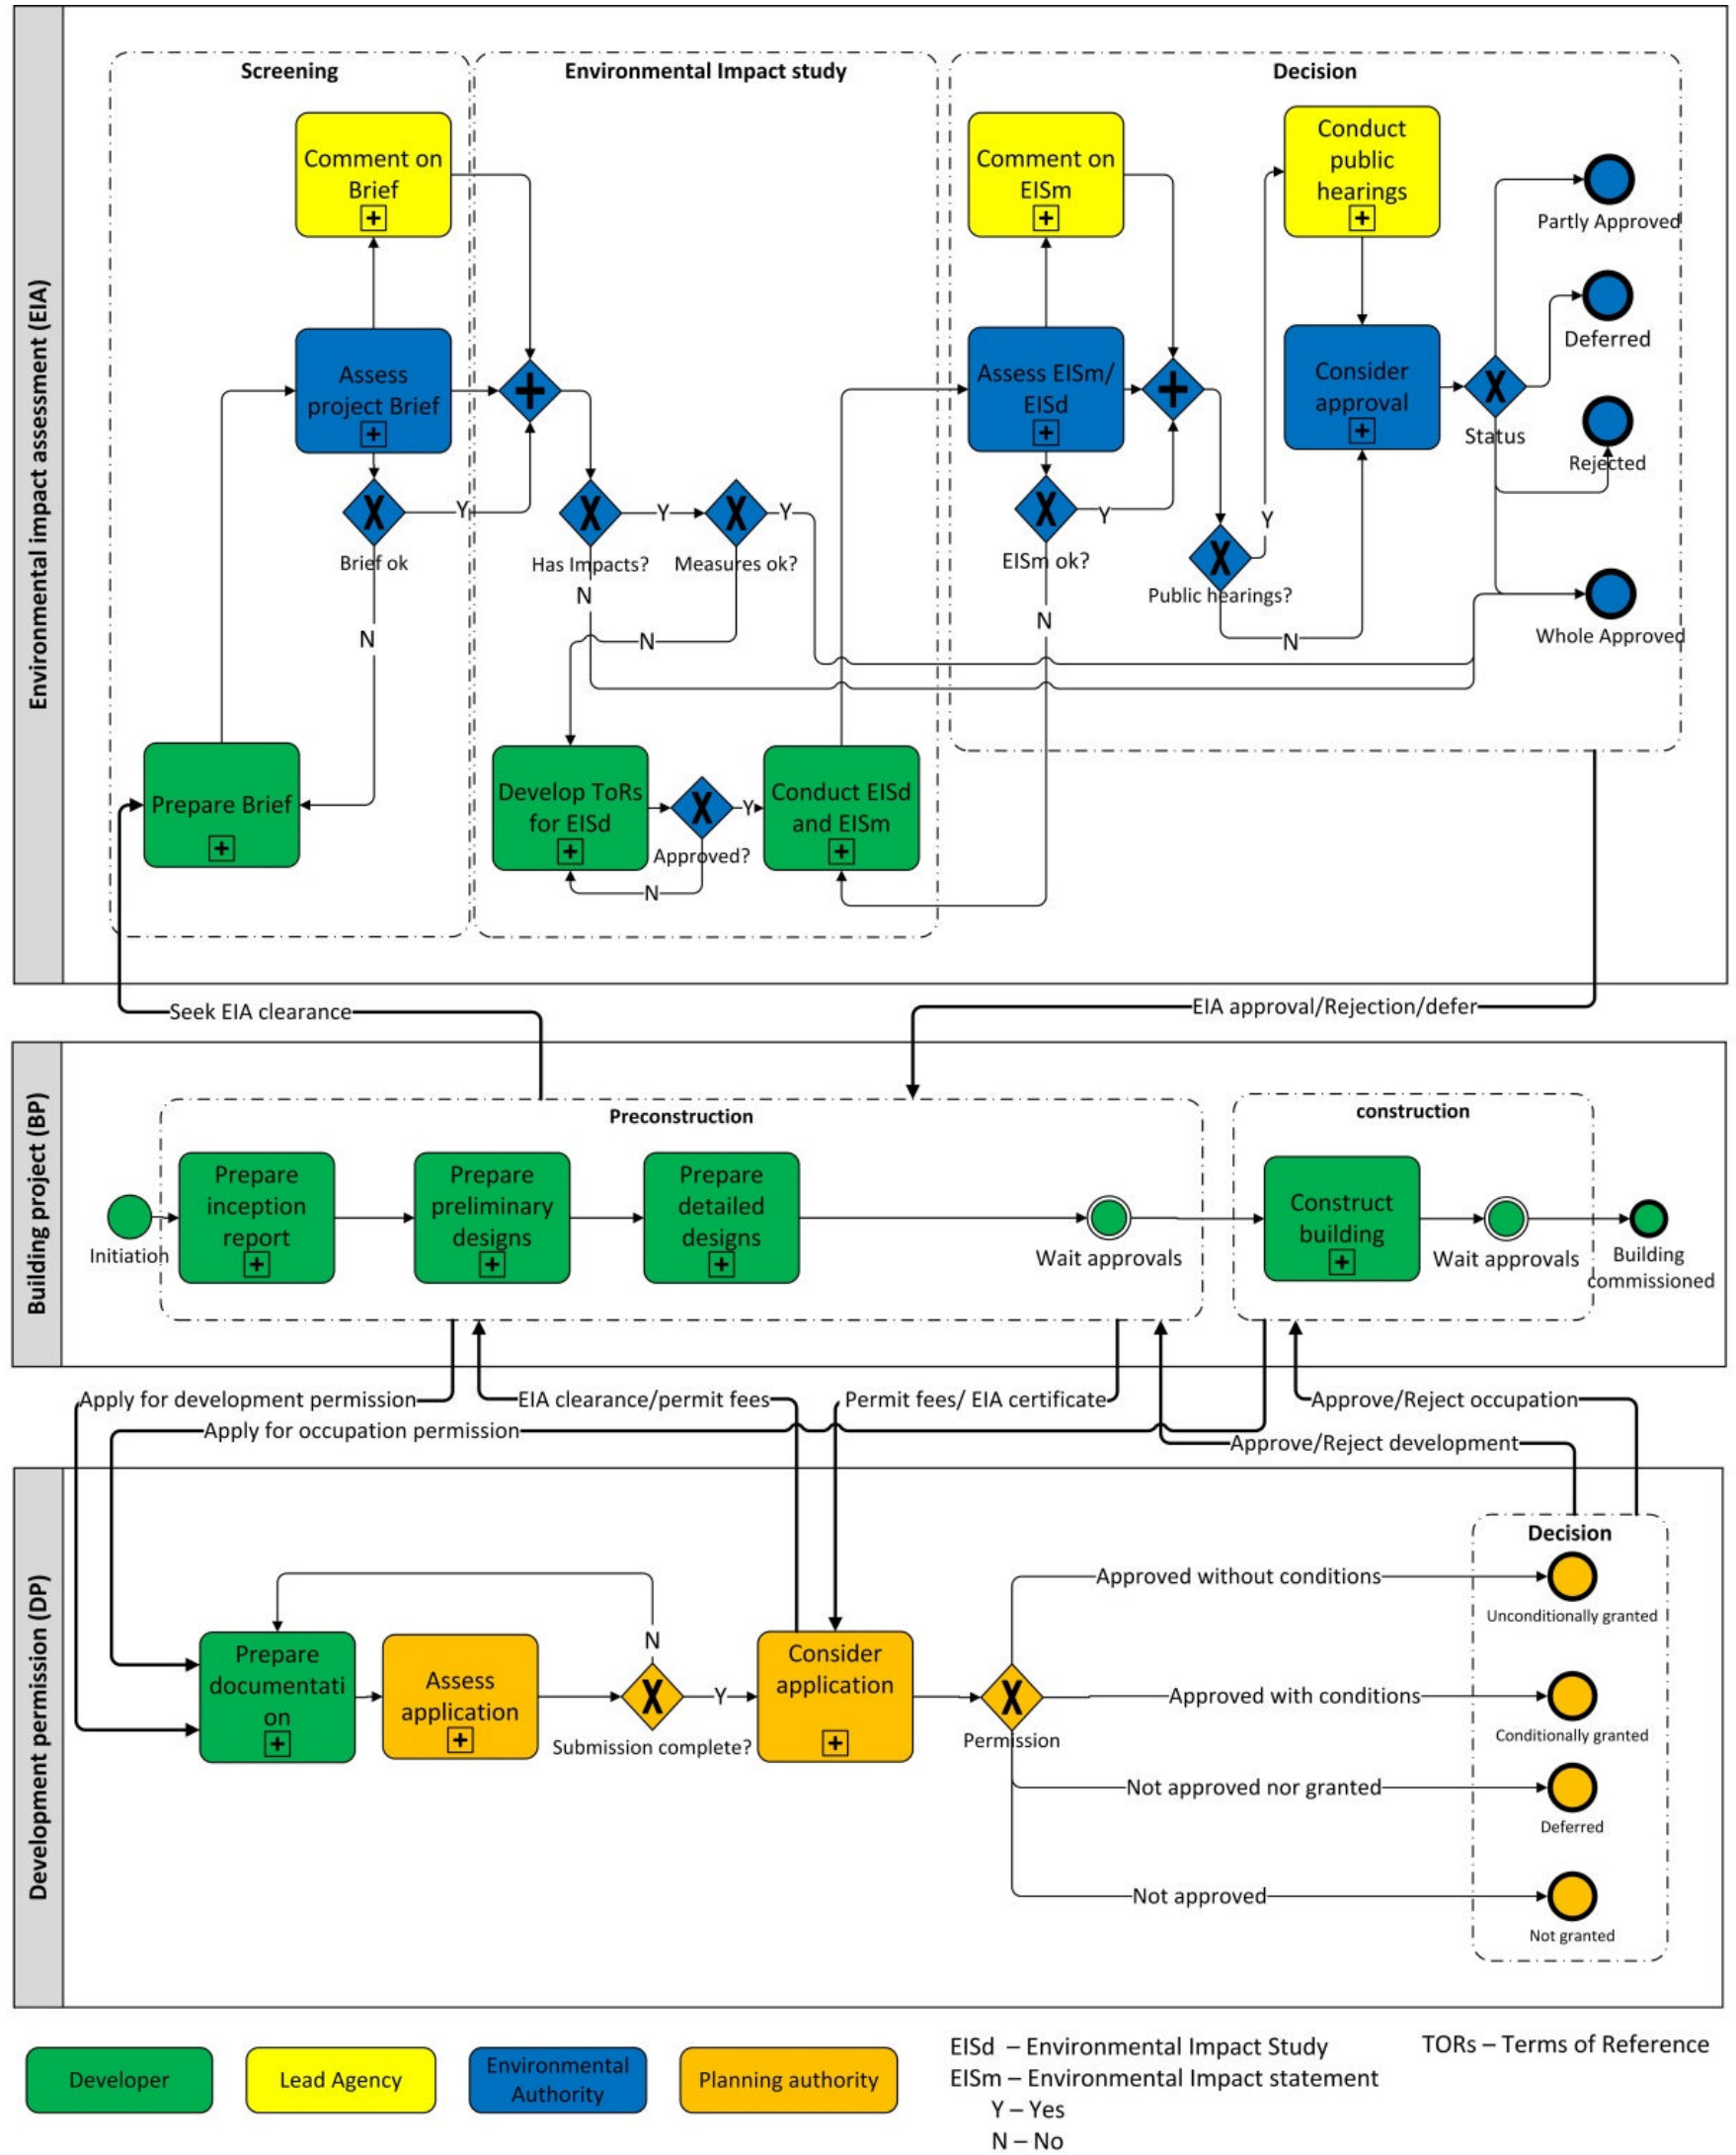 Environmental impact assessment (EIA)
Screening
Environmental Impact study
Decision
Comment on
Brief
Comment on
EISm
Conduct
public
hearings
Partly Approved
Deferred
Assess
project Brief
Assess EISm/
EISd
Consider
approval
Status
Rejected
Y
Brief ok
Y
Has Impacts?
Y
Measures ok?
Y
EISm ok?
Y
Public hearings?
N
N
N
N
N
Whole Approved
Prepare Brief
Develop ToRs
for EISd
Y
Approved?
N
Conduct EISd
and EISm
Seek EIA clearance
EIA approval/Rejection/defer
Building project (BP)
Preconstruction
construction
Initiation
Prepare
inception
report
Prepare
preliminary
designs
Prepare
detailed
designs
Wait approvals
Construct
building
Wait approvals
Building
commissioned
Apply for development permission
EIA clearance/permit fees
Permit fees/ EIA certificate
Approve/Reject occupation
Apply for occupation permission
Approve/Reject development
Development permission (DP)
Decision
Approved without conditions
Unconditionally granted
N
Prepare
documentati
on
Assess
application
Y
Submission complete?
Consider
application
Permission
Approved with conditions
Conditionally granted
Not approved nor granted
Deferred
Not approved
Not granted
Developer
Lead Agency
Environmental
Authority
Planning authority
EISd – Environmental Impact Study
EISm – Environmental Impact statement
Y – Yes
N – No
TORs – Terms of Reference